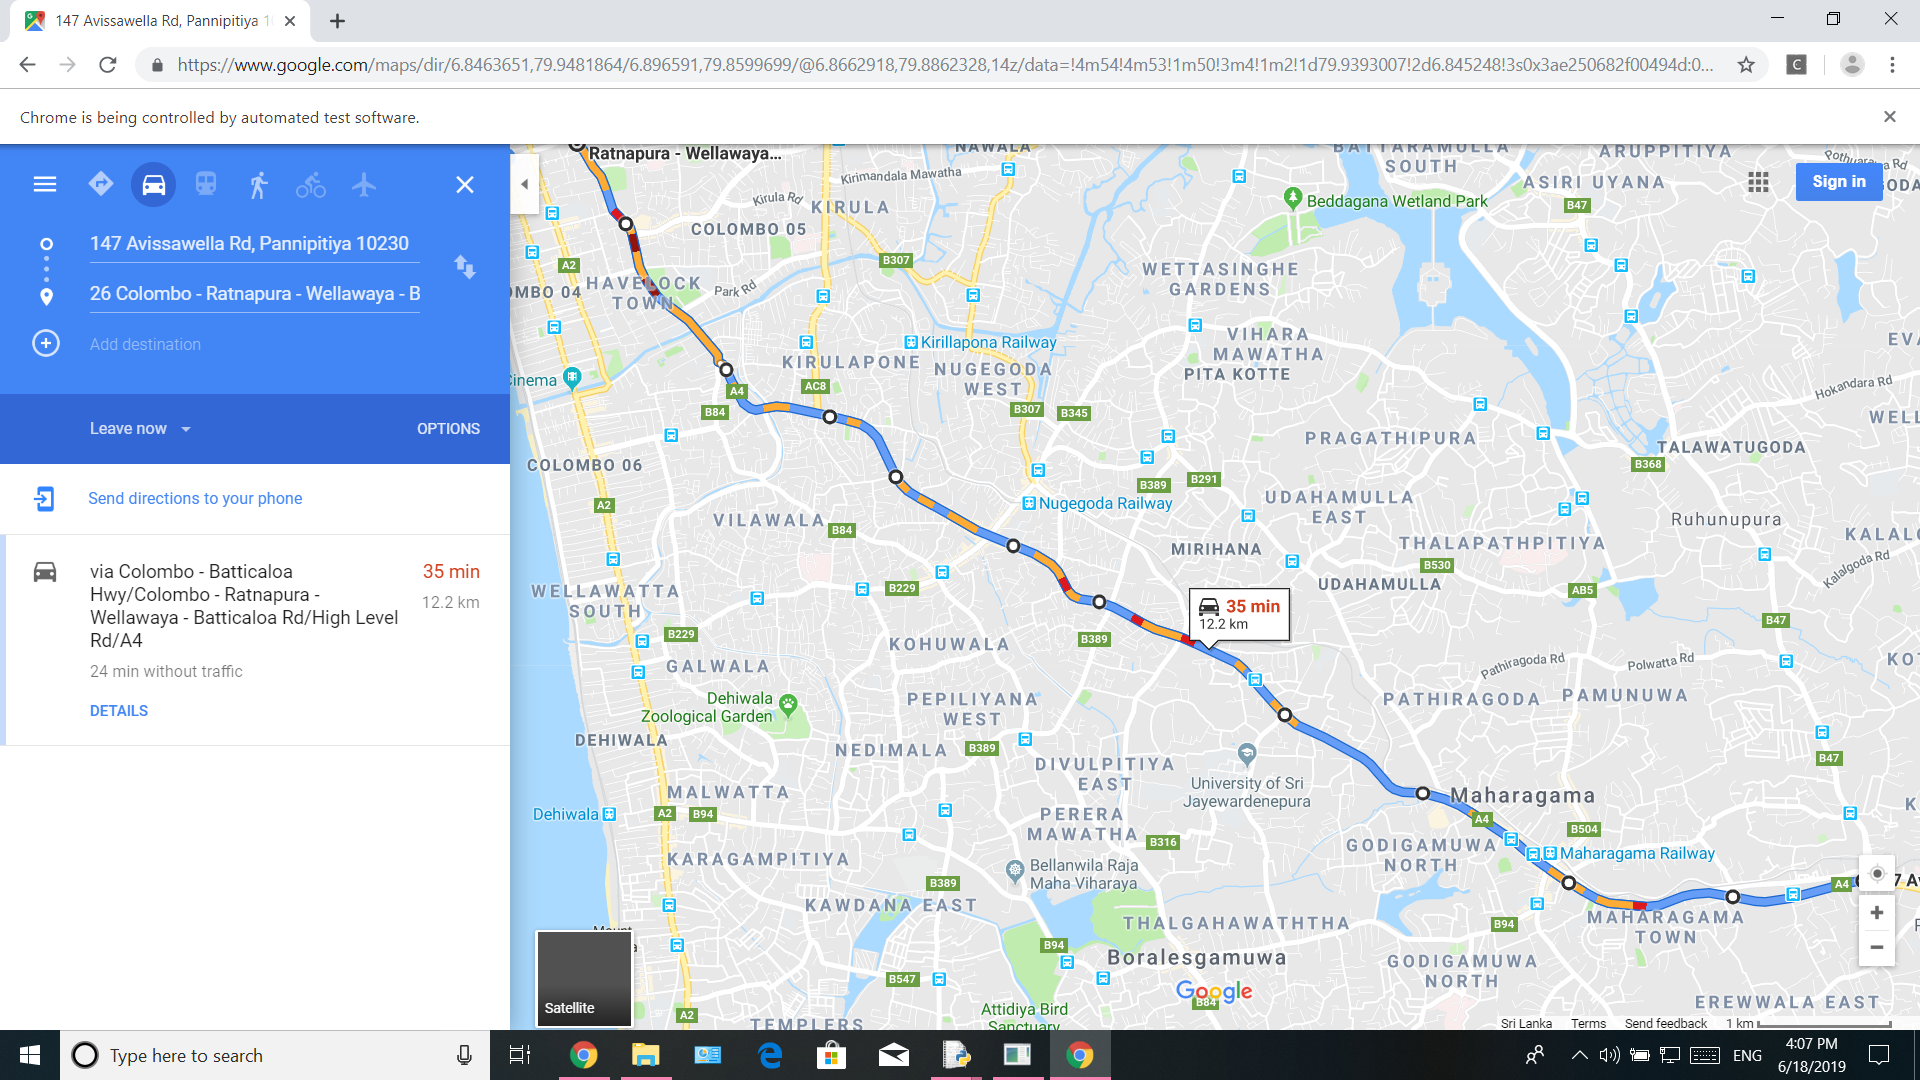 147 Avissawella Rd, Pannipitiya 1
https://www.google.com/maps/dir/6.8463651,79.9481864/6.896591,79.8599699/@6.8662918,79.8862328,14z/data=!4m54!4m53!1m50!3m4!1m2!1d79.9393007!2d6.845248!3s0x3ae250682f00494d:0...
C
Chrome is being controlled by automated test software.
147 Avissawella Rd, Pannipitiya 10230
26 Colombo - Ratnapura - Wellawaya - B
Add destination
Leave now
OPTIONS
Send directions to your phone
via Colombo - Batticaloa
Hwy/Colombo - Ratnapura -
Wellawaya - Batticaloa Rd/High Level
Rd/A4
35 min
12.2 km
24 min without traffic
DETAILS
Ratnapura - Wellawaya...
NAWALA
BATTARAMULLA
SOUTH
ARUPPITIYA
Kirimandala Mawatha
Kirula Rd
KIRULA
ASIRI UYANA
Sign in
Beddagana Wetland Park
B47
COLOMBO 05
A2
B307
HAVELOCK
TOWN
Park Rd
MBO 04
WETTASINGHE
GARDENS
VIHARA
MAWATHA
PITA KOTTE
Kirillapona Railway
KIRULAPONE
NUGEGODA
WEST
EV
Hokandara Rd
Cinema
A4
AC8
B84
B307
B345
WEL
PRAGATHIPURA
TALAWATUGODA
B368
COLOMBO 06
A2
B389
B291
Nugegoda Railway
UDAHAMULLA
EAST
Ruhunupura
VILAWALA
B84
KALAL
MIRIHANA
THALAPATHPITIYA
B530
Kalalgoda Rd
UDAHAMULLA
AB5
WELLAWATTA
SOUTH
B229
B229
35 min
12.2 km
B47
B389
KOHUWALA
GALWALA
Pathiragoda Rd
Polwatta Rd
KO
Dehiwala
Zoological Garden
PEPILIYANA
WEST
PATHIRAGODA
PAMUNUWA
DEHIWALA
NEDIMALA
B389
B47
DIVULPITIYA
EAST
University of Sri
Jayewardenepura
MALWATTA
Maharagama
Dehiwala
A2
B94
PERERA
MAWATHA
B316
A4
B504
GODIGAMUWA
NORTH
Maharagama Railway
KARAGAMPITIYA
Bellanwila Raja
Maha Viharaya
B389
A4
KAWDANA EAST
THALGAHAWATHTHA
B94
MAHARAGAMA
TOWN
B94
Boralesgamuwa
GODIGAMUWA
NORTH
B547
Google
B84
Attidiya Bird
Sanctuary
EREWWALA EAST
A2
TEMPLERS
Satellite
Sri Lanka
Terms
Send feedback
1 km
Type here to search
ENG
4:07 PM
6/18/2019